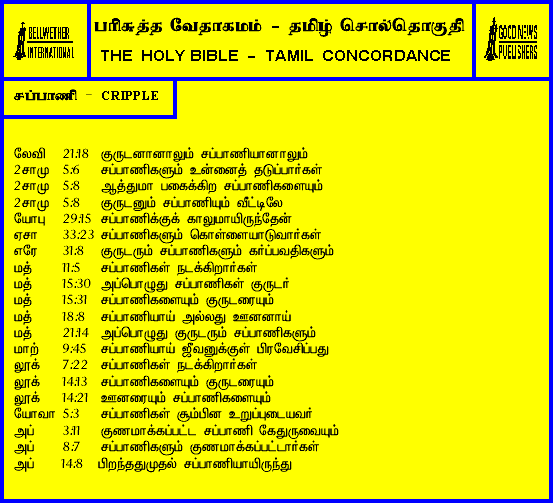 BELLWETHER INTERNATIONAL
பரிசுத்த வேதாகமம் - தமிழ் சொல்தொகுதி
THE HOLY BIBLE - TAMIL CONCORDANCE
GOOD NEWS PUBLISHERS
சப்பாணி - CRIPPLE
லேவி 21:18 குருடனானாலும் சப்பாணியானாலும்
2சாமு 5:6 சப்பாணிகளும் உன்னைத் தடுப்பார்கள்
2சாமு 5:8 ஆத்துமா பகைக்கிற சப்பாணிகளையும்
2சாமு 5:8 குருடனும் சப்பாணியும் வீட்டிலே
யோபு 29:15 சப்பாணிக்குக் காலுமாயிருந்தேன்
ஏசா 33:23 சப்பாணிகளும் கொள்ளையாடுவார்கள்
எரே 31:8 குருடரும் சப்பாணிகளும் கர்ப்பவதிகளும்
மத் 11:5 சப்பாணிகள் நடக்கிறார்கள்
மத் 15:30 அப்பொழுது சப்பாணிகள் குருடர்
மத் 15:31 சப்பாணிகளையும் குருடரையும்
மத் 18:8 சப்பாணியாய் அல்லது ஊனனாய்
மத் 21:14 அப்பொழுது குருடரும் சப்பாணிகளும்
மாற் 9:45 சப்பாணியாய் ஜீவனுக்குள் பிரவேசிப்பது
லூக் 7:22 சப்பாணிகள் நடக்கிறார்கள்
லூக் 14:13 சப்பாணிகளையும் குருடரையும்
லூக் 14:21 ஊனரையும் சப்பாணிகளையும்
யோவா 5:3 சப்பாணிகள் சூம்பின உறுப்புடையவர்
அப் 3:11 குணமாக்கப்பட்ட சப்பாணி கேதுருவையும்
அப் 8:7 சப்பாணிகளும் குணமாக்கப்பட்டார்கள்
அப் 14:8 பிறந்ததுமுதல் சப்பாணியாயிருந்து